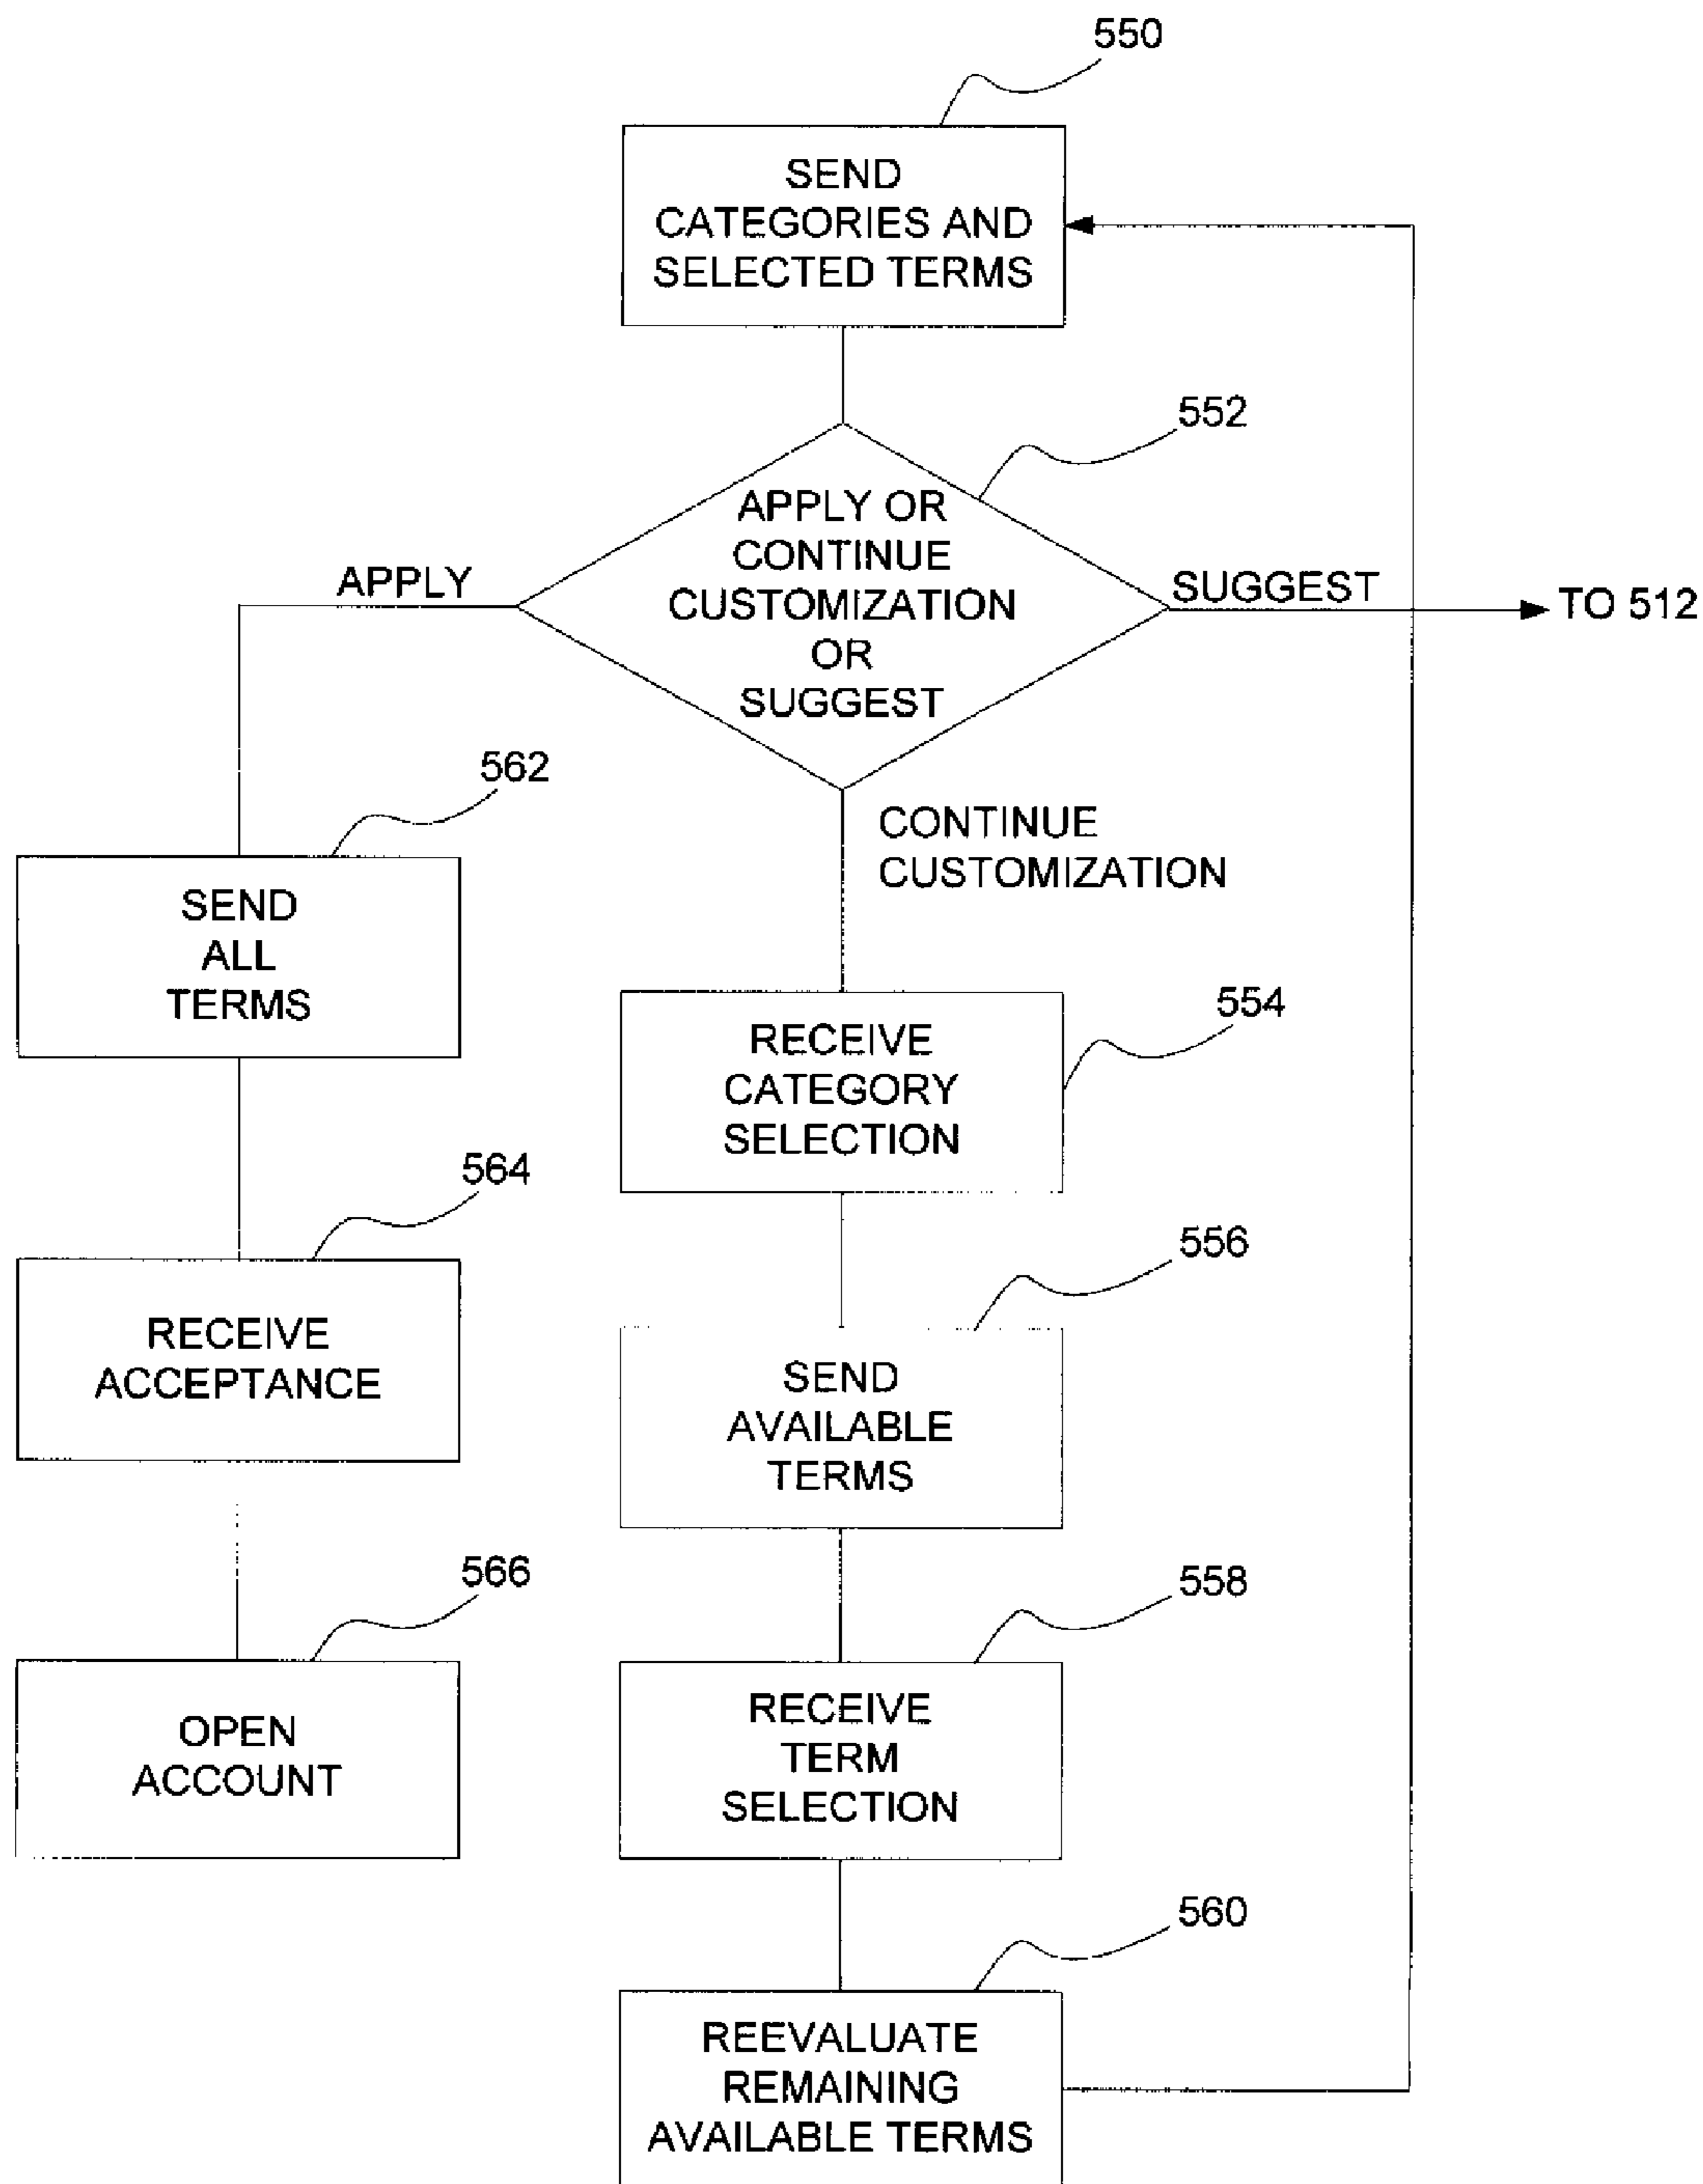 550
SEND
CATEGORIES AND
SELECTED TERMS
552
APPLY OR
CONTINUE
CUSTOMIZATION
OR
SUGGEST
APPLY
SUGGEST
TO 512
CONTINUE
CUSTOMIZATION
562
SEND
ALL
TERMS
554
RECEIVE
CATEGORY
SELECTION
564
RECEIVE
ACCEPTANCE
556
SEND
AVAILABLE
TERMS
566
OPEN
ACCOUNT
558
RECEIVE
TERM
SELECTION
560
REEVALUATE
REMAINING
AVAILABLE TERMS